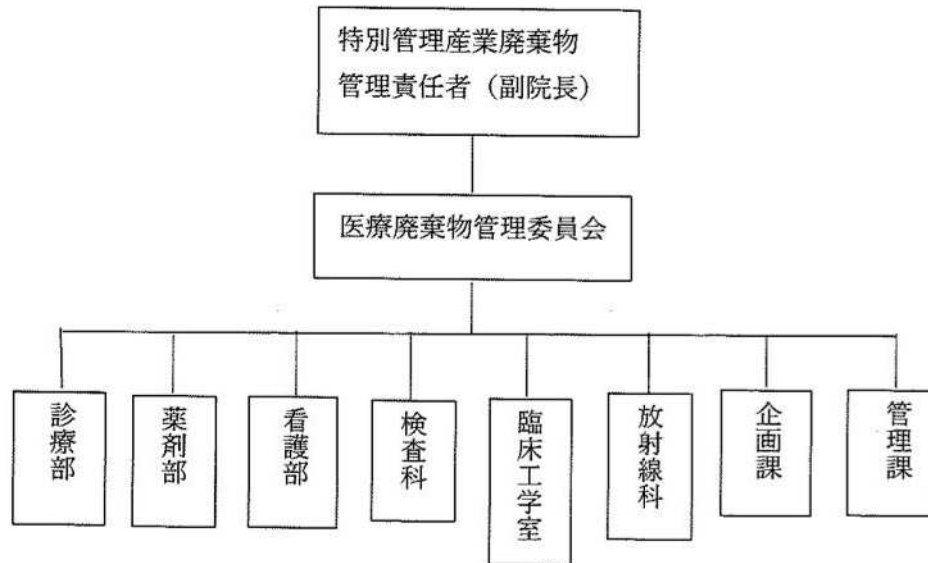 特別管理産業廃棄物
管理責任者（副院長）
医療廃棄物管理委員会
診療部
薬剤部
看護部
検査科
臨床工学室
放射線科
企画課
管理課